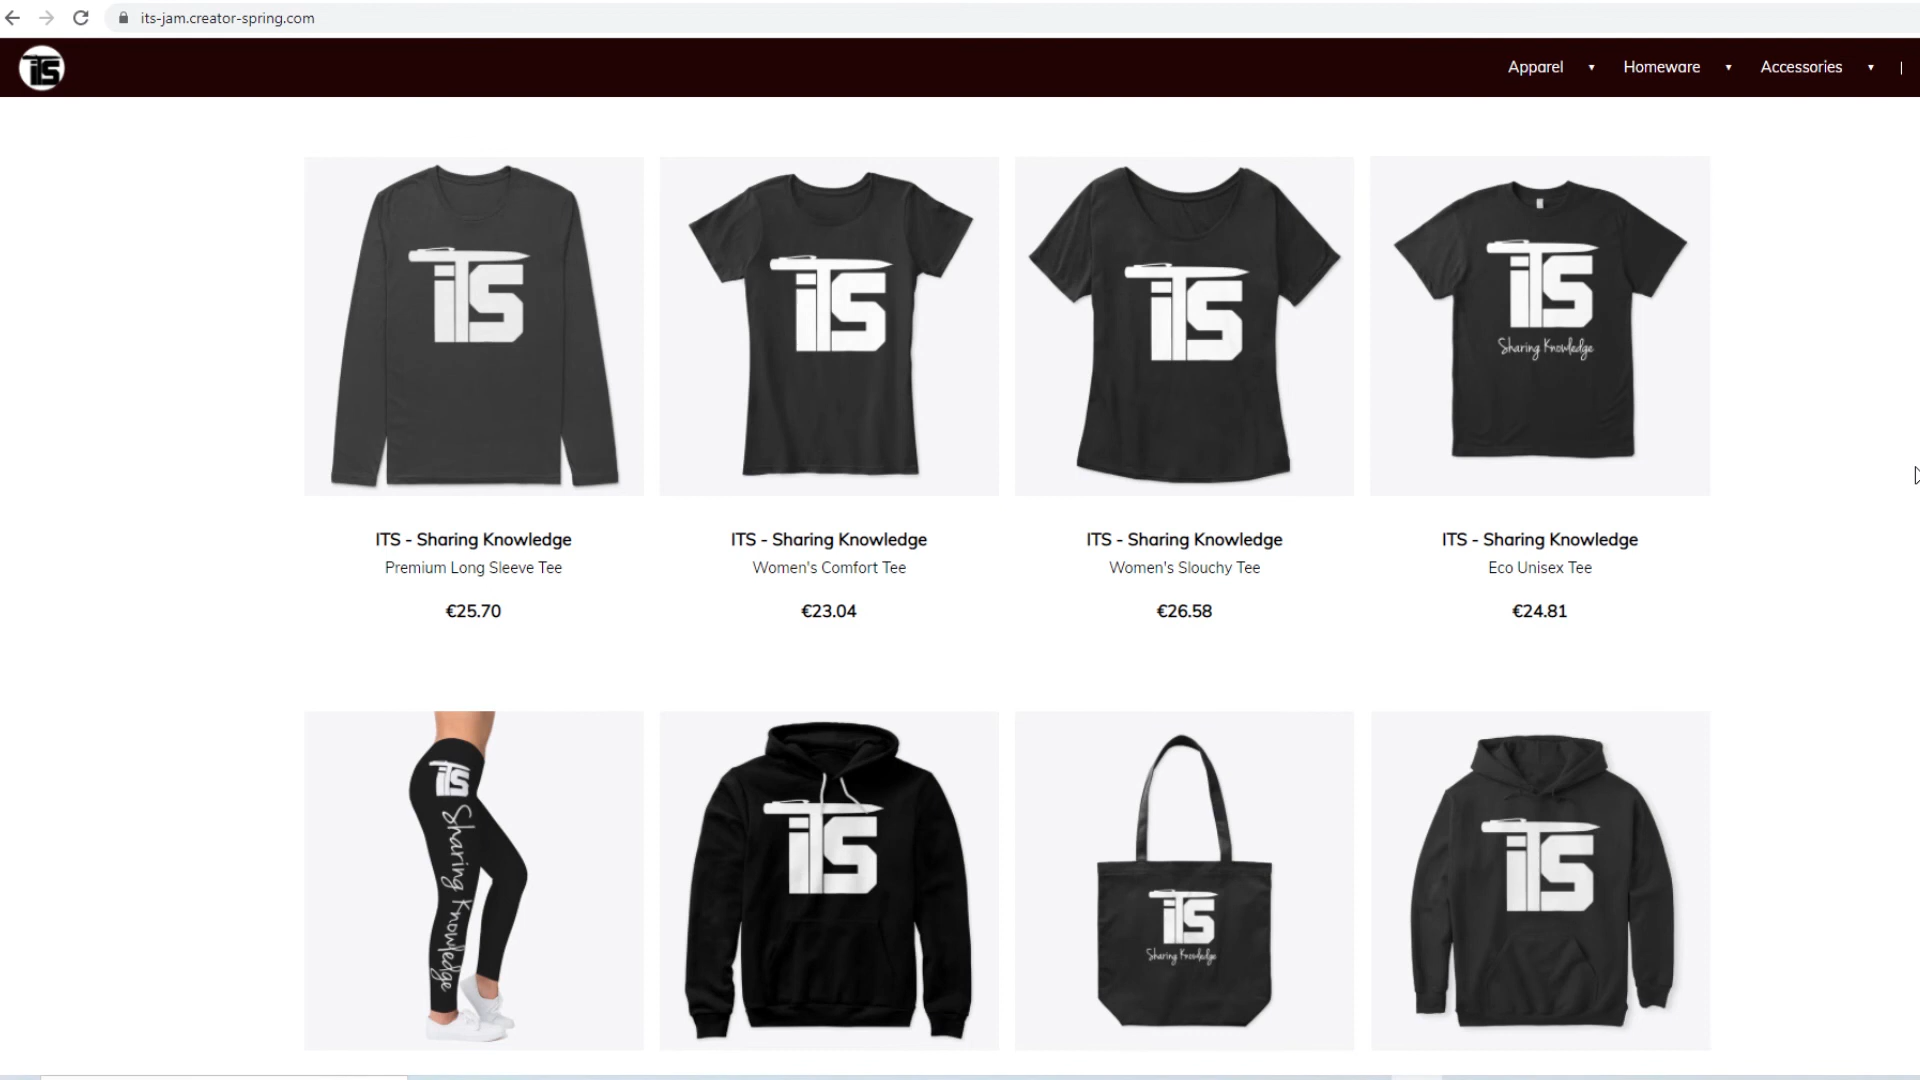 its-jam.creator-spring.com
iTS
Apparel
Homeware
Accessories
iTS
iTS
iTS
iTS
Sharing Knowledge
ITS - Sharing Knowledge
Premium Long Sleeve Tee
€25.70
ITS - Sharing Knowledge
Women's Comfort Tee
€23.04
ITS - Sharing Knowledge
Women's Slouchy Tee
€26.58
ITS - Sharing Knowledge
Eco Unisex Tee
€24.81
iTS
Sharing Knowledge
iTS
iTS
Sharing Knowledge
iTS